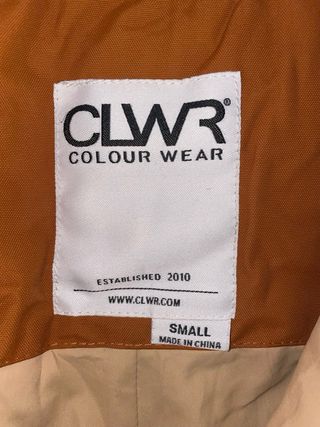 CLWR®
COLOUR WEAR
ESTABLISHED 2010
WWW.CLWR.COM
SMALL
MADE IN CHINA